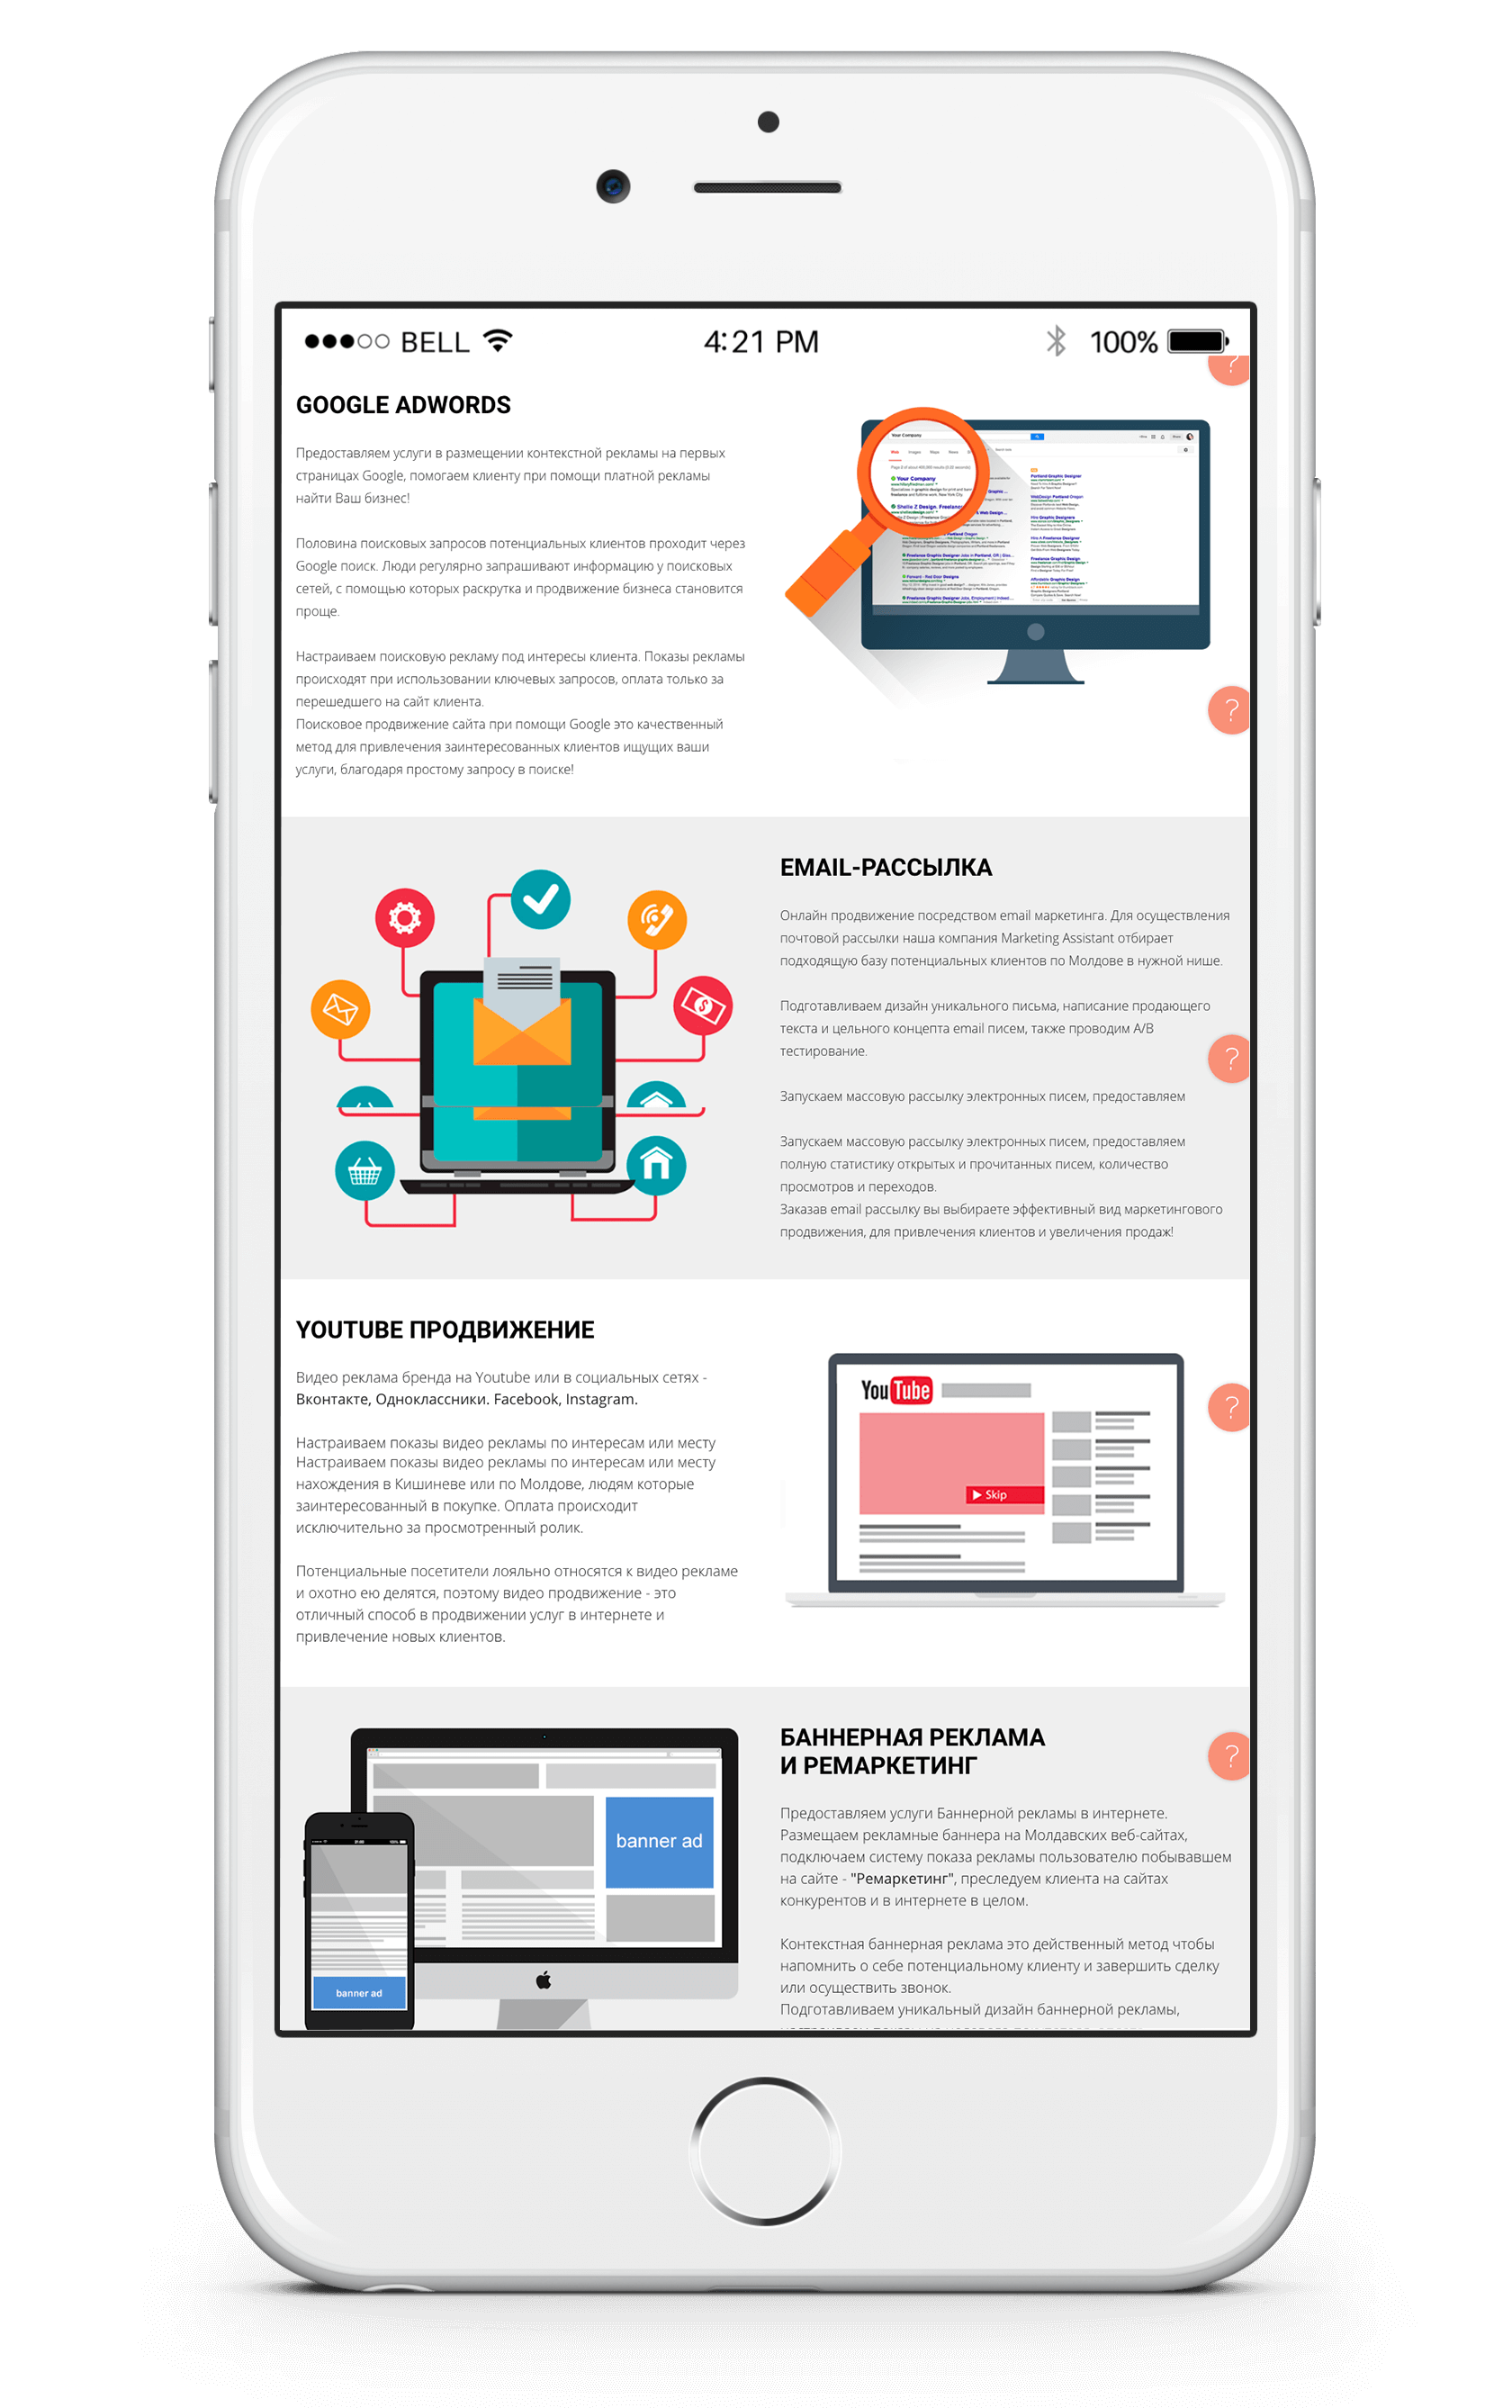 BELL 4:21 PM 100%
?
GOOGLE ADWORDS
Предоставляем услуги в размещении контекстной рекламы на первых
страницах Google, помогаем клиенту при помощи платной рекламы
найти Ваш бизнес!
Половина поисковых запросов потенциальных клиентов проходит через
Google поиск. Люди регулярно запрашивают информацию у поисковых
сетей, с помощью которых раскрутка и продвижение бизнеса становится
проще.
Настраиваем поисковую рекламу под интересы клиента. Показы рекламы
происходят при использовании ключевых запросов, оплата только за
перешедшего на сайт клиента.
Поисковое продвижение сайта при помощи Google это качественный
метод для привлечения заинтересованных клиентов ищущих ваши
услуги, благодаря простому запросу в поиске!
Your Company
Your Company
?
EMAIL-РАССЫЛКА
Онлайн продвижение посредством email маркетинга. Для осуществления
почтовой рассылки наша компания Marketing Assistant отбирает
подходящую базу потенциальных клиентов по Молдове в нужной нише.
Подготавливаем дизайн уникального письма, написание продающего
текста и цельного концепта email писем, также проводим A/B
тестирование.
?
Запускаем массовую рассылку электронных писем, предоставляем
Запускаем массовую рассылку электронных писем, предоставляем
полную статистику открытых и прочитанных писем, количество
просмотров и переходов.
Заказав email рассылку вы выбираете эффективный вид маркетингового
продвижения, для привлечения клиентов и увеличения продаж!
YOUTUBE ПРОДВИЖЕНИЕ
Видео реклама бренда на Youtube или в социальных сетях -
Вконтакте, Одноклассники. Facebook, Instagram.
Настраиваем показы видео рекламы по интересам или месту
Настраиваем показы видео рекламы по интересам или месту
нахождения в Кишиневе или по Молдове, людям которые
заинтересованный в покупке. Оплата происходит
исключительно за просмотренный ролик.
Потенциальные посетители лояльно относятся к видео рекламе
и охотно ею делятся, поэтому видео продвижение - это
отличный способ в продвижении услуг в интернете и
привлечение новых клиентов.
YouTube
Skip
?
banner ad
banner ad
БАННЕРНАЯ РЕКЛАМА
И РЕМАРКЕТИНГ
?
Предоставляем услуги Баннерной рекламы в интернете.
Размещаем рекламные баннера на Молдавских веб-сайтах,
подключаем систему показа рекламы пользователю побывавшем
на сайте - "Ремаркетинг", преследуем клиента на сайтах
конкурентов и в интернете в целом.
Контекстная баннерная реклама это действенный метод чтобы
напомнить о себе потенциальному клиенту и завершить сделку
или осуществить звонок.
Подготавливаем уникальный дизайн баннерной рекламы,